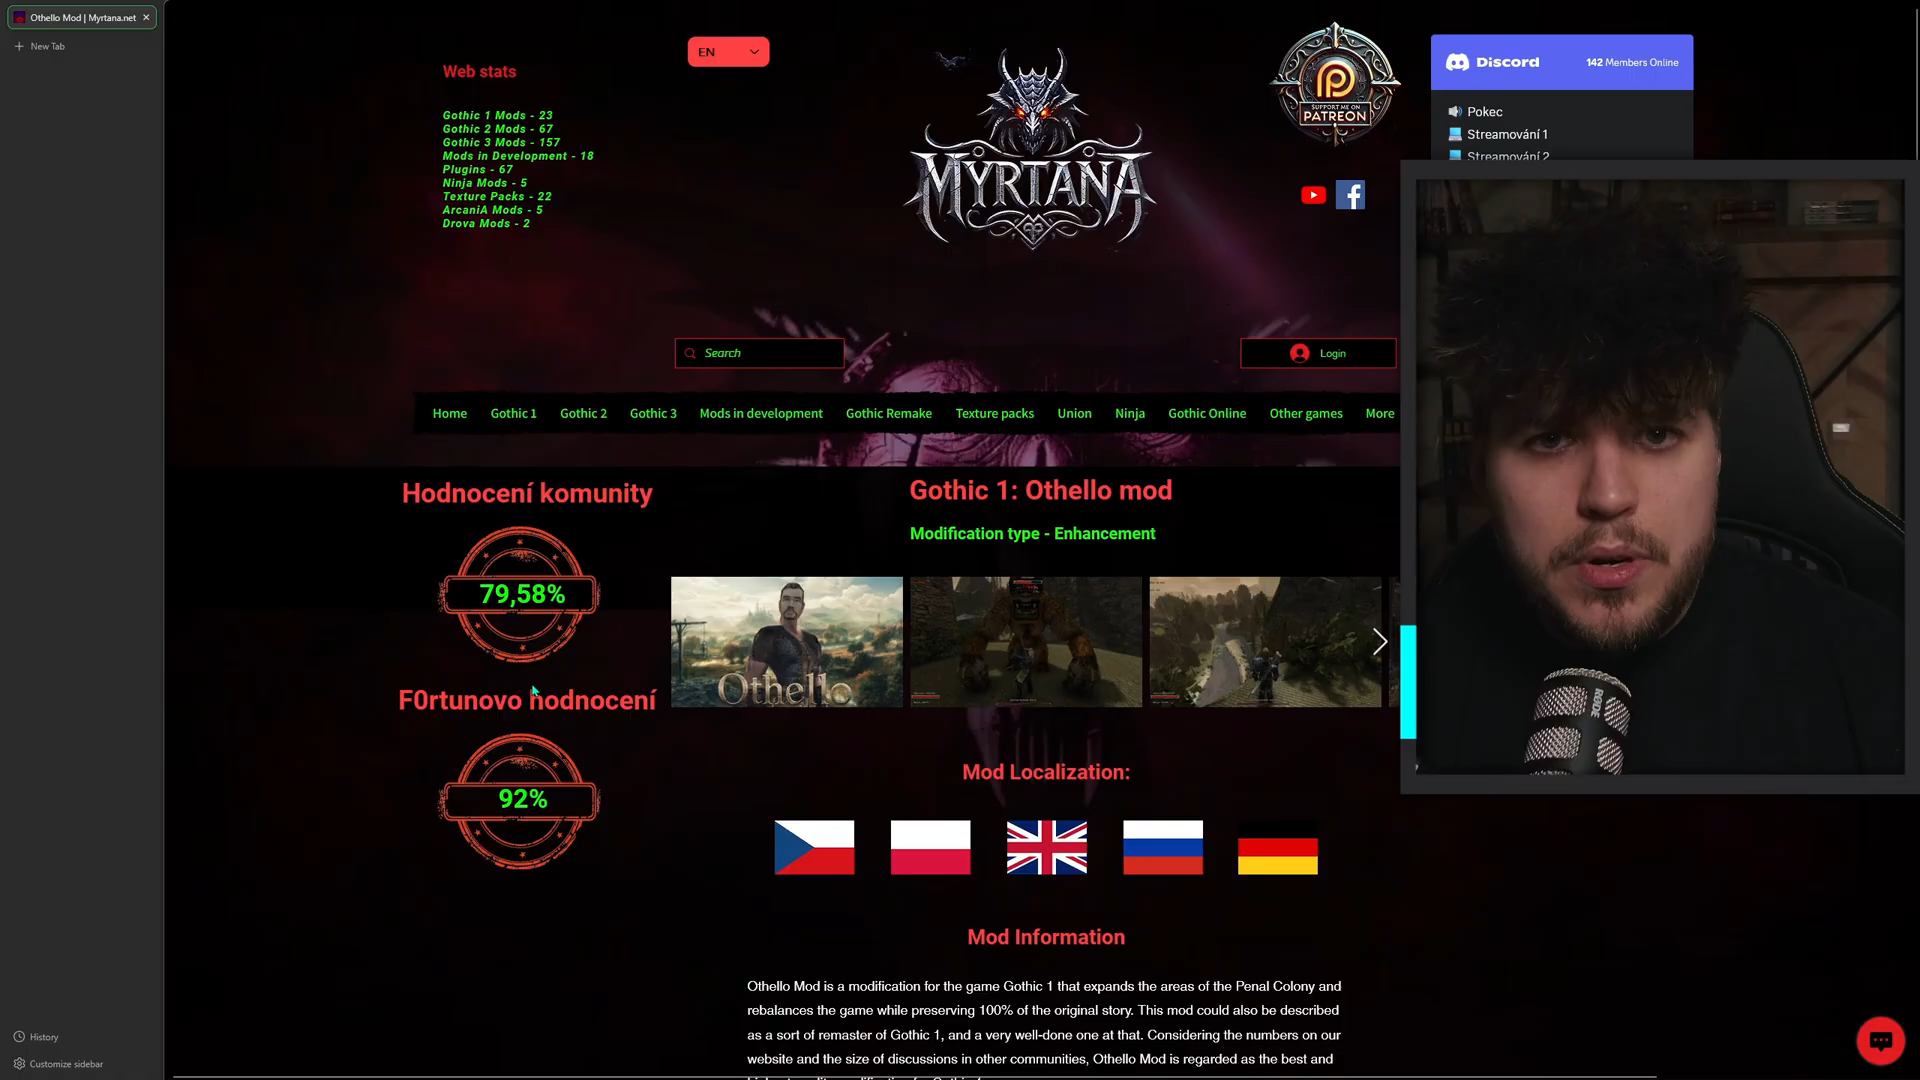 Othello Mod | Myrtana.net
New Tab
EN
Web stats
Gothic 1 Mods - 23
Gothic 2 Mods - 67
Gothic 3 Mods - 157
Mods in Development - 18
Plugins - 67
Ninja Mods - 5
Texture Packs - 22
ArcaniA Mods - 5
Drova Mods - 2
MYRTANA
SUPPORT ME ON
PATREON
Discord
142 Members Online
Pokec
Streamování 1
Streamování 2
Search
Login
Home Gothic 1 Gothic 2 Gothic 3 Mods in development Gothic Remake Texture packs Union Ninja Gothic Online Other games More
Hodnocení komunity
79,58%
F0rtunovo hodnocení
92%
Gothic 1: Othello mod
Modification type - Enhancement
Othello
Mod Localization:
Mod Information
Othello Mod is a modification for the game Gothic 1 that expands the areas of the Penal Colony and
rebalances the game while preserving 100% of the original story. This mod could also be described
as a sort of remaster of Gothic 1, and a very well-done one at that. Considering the numbers on our
website and the size of discussions in other communities, Othello Mod is regarded as the best and
RØDE
History
Customize sidebar